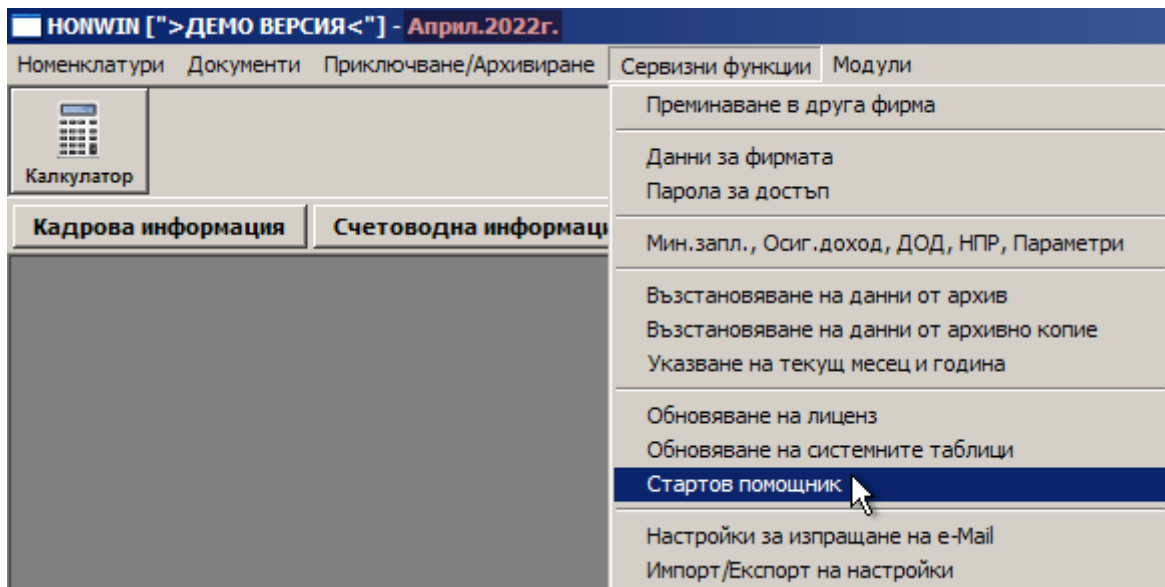 HONWIN [">ДЕМО ВЕРСИЯ<"] - Април.2022г.
Номенклатури Документи Приключване/Архивиране Сервизни функции Модули
Калкулатор
Кадрова информация Счетоводна информац
Преминаване в друга фирма
Данни за фирмата
Парола за достъп
Мин.запл., Осиг.доход, ДОД, НПР, Параметри
Възстановяване на данни от архив
Възстановяване на данни от архивно копие
Указване на текущ месец и година
Обновяване на лиценз
Обновяване на системните таблици
Стартов помощник
Настройки за изпращане на e-Mail
Импорт/Експорт на настройки